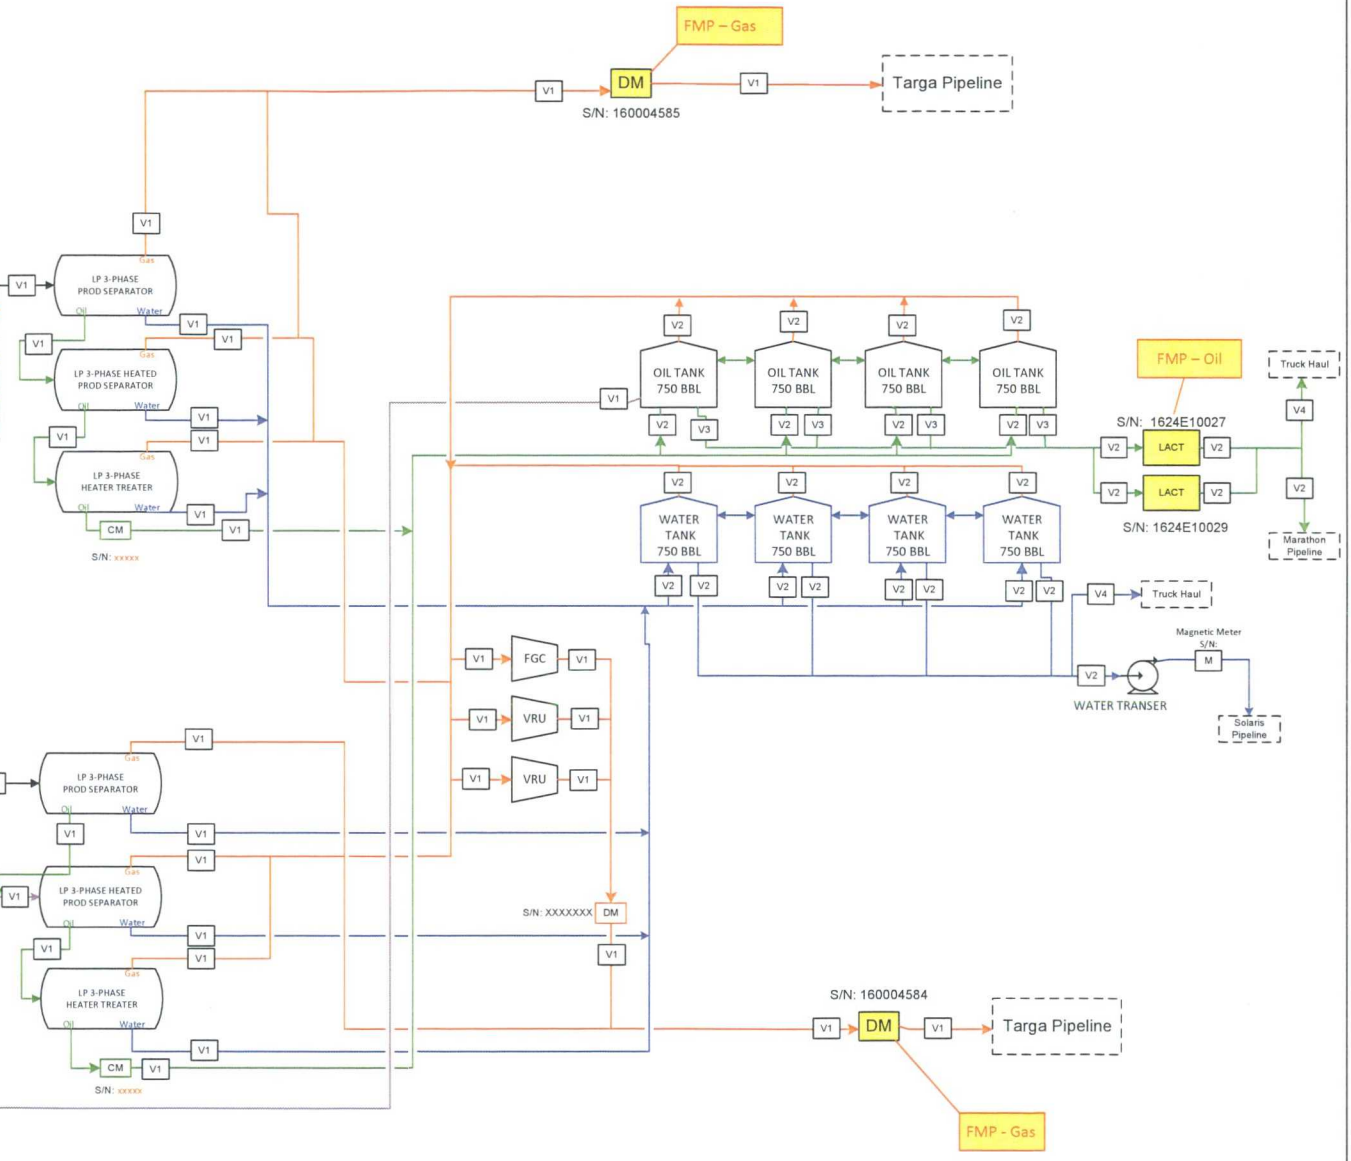 FMP – Gas
V1
DM
V1
Targa Pipeline
S/N: 160004585
V1
Gas
V1
LP 3-PHASE
PROD SEPARATOR
Oil
Water
V1
V1
V1
Gas
LP 3-PHASE HEATED
PROD SEPARATOR
Oil
Water
V1
V1
V1
Gas
LP 3-PHASE
HEATER TREATER
Oil
Water
V1
CM
V1
S/N: xxxxx
V2
V2
V2
V2
OIL TANK
750 BBL
OIL TANK
750 BBL
OIL TANK
750 BBL
OIL TANK
750 BBL
V1
V2
V3
V2
V3
V2
V3
V2
V3
FMP – Oil
S/N: 1624E10027
V2
LACT
V2
V2
LACT
V2
S/N: 1624E10029
Truck Haul
V4
V2
Marathon
Pipeline
V2
V2
V2
V2
WATER
TANK
750 BBL
WATER
TANK
750 BBL
WATER
TANK
750 BBL
WATER
TANK
750 BBL
V2
V2
V2
V2
V2
V2
V2
V2
V4
Truck Haul
Magnetic Meter
S/N:
M
V2
WATER TRANSER
Solaris
Pipeline
V1
FGC
V1
V1
VRU
V1
V1
VRU
V1
S/N: XXXXXXX
DM
V1
V1
Gas
LP 3-PHASE
PROD SEPARATOR
Oil
Water
V1
V1
V1
Gas
V1
LP 3-PHASE HEATED
PROD SEPARATOR
Oil
Water
V1
V1
V1
Gas
LP 3-PHASE
HEATER TREATER
Oil
Water
V1
CM
V1
S/N: xxxxx
S/N: 160004584
V1
DM
V1
Targa Pipeline
FMP - Gas